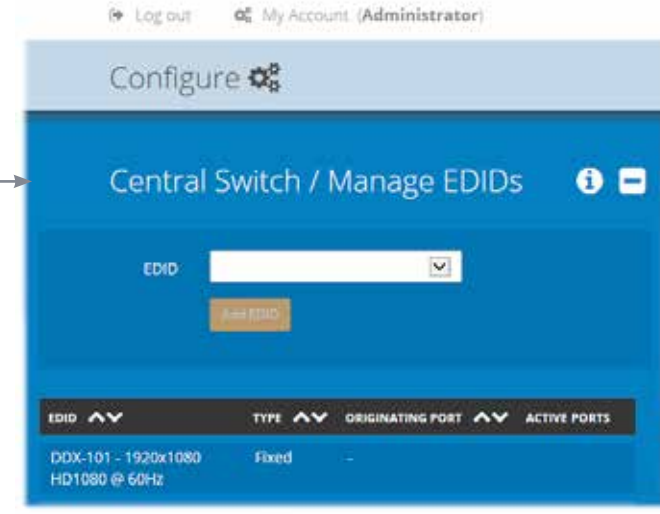 Log out My Account (Administrator)
Configure
Central Switch / Manage EDIDs
EDID
Add EDID
EDID TYPE ORIGINATING PORT ACTIVE PORTS
DDX-101 - 1920x1080 Fixed -
HD1080 @ 60Hz